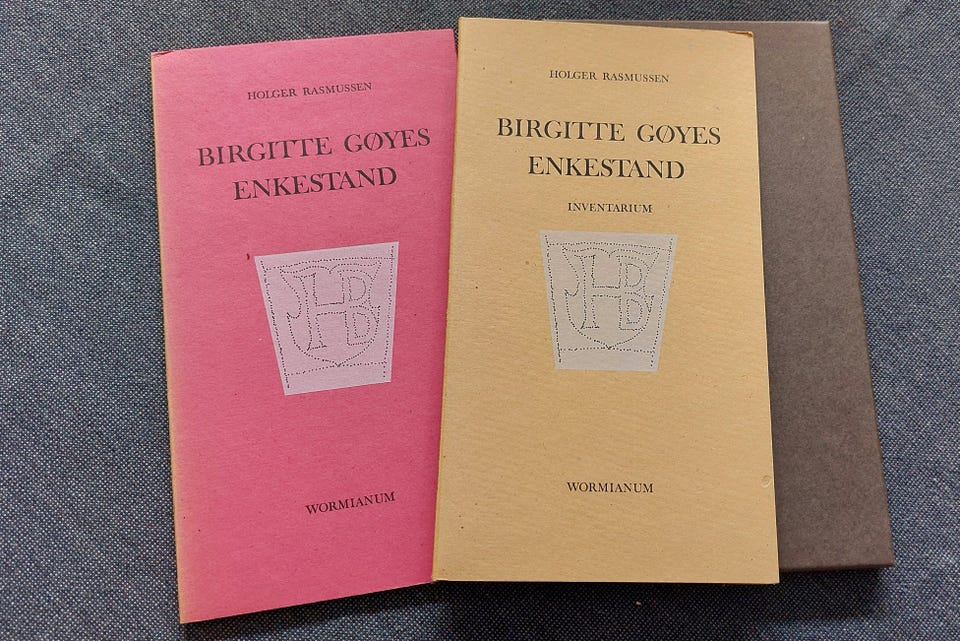 HOLGER RASMUSSEN
BIRGITTE GØYES
ENKESTAND
WORMIANUM
HOLGER RASMUSSEN
BIRGITTE GØYES
ENKESTAND
INVENTARIUM
WORMIANUM